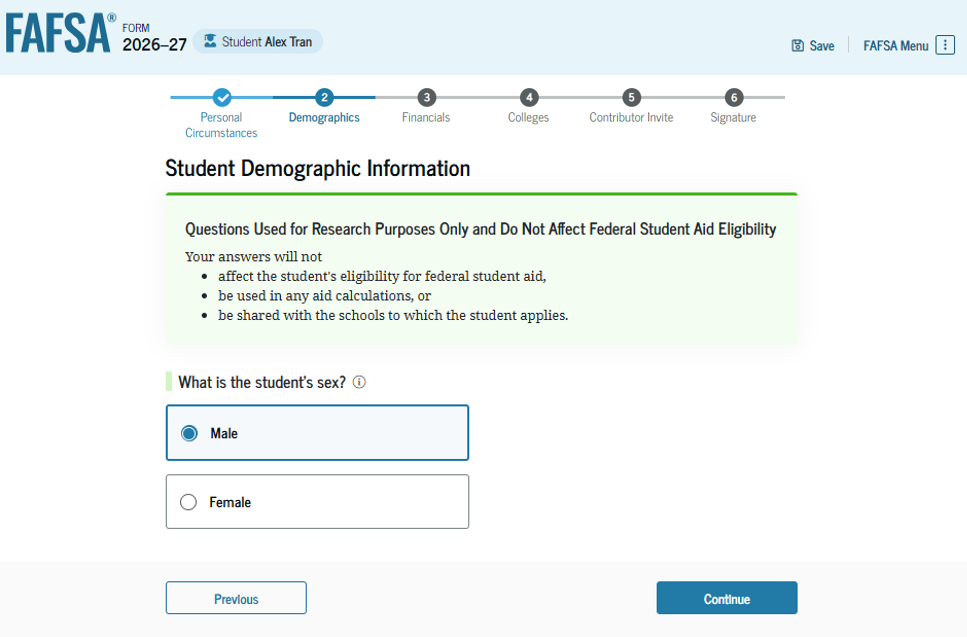 FAFSA® FORM 2026–27 Student Alex Tran
Save FAFSA Menu
1 2 3 4 5 6
Personal Circumstances
Demographics
Financials
Colleges
Contributor Invite
Signature
Student Demographic Information
Questions Used for Research Purposes Only and Do Not Affect Federal Student Aid Eligibility
Your answers will not
• affect the student's eligibility for federal student aid,
• be used in any aid calculations, or
• be shared with the schools to which the student applies.
What is the student's sex?
Male
Female
Previous
Continue